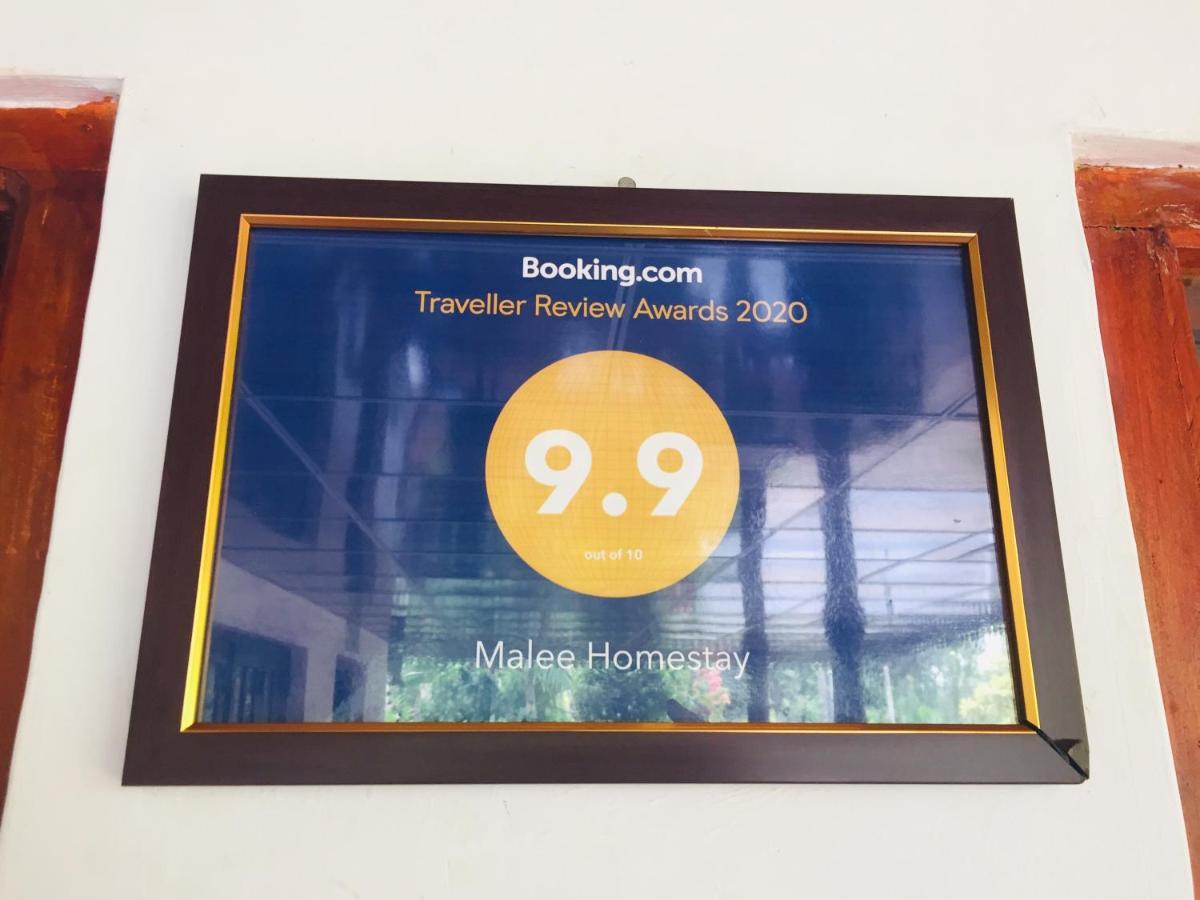 Booking.com
Traveller Review Awards 2020
9.9
out of 10
Malee Homestay